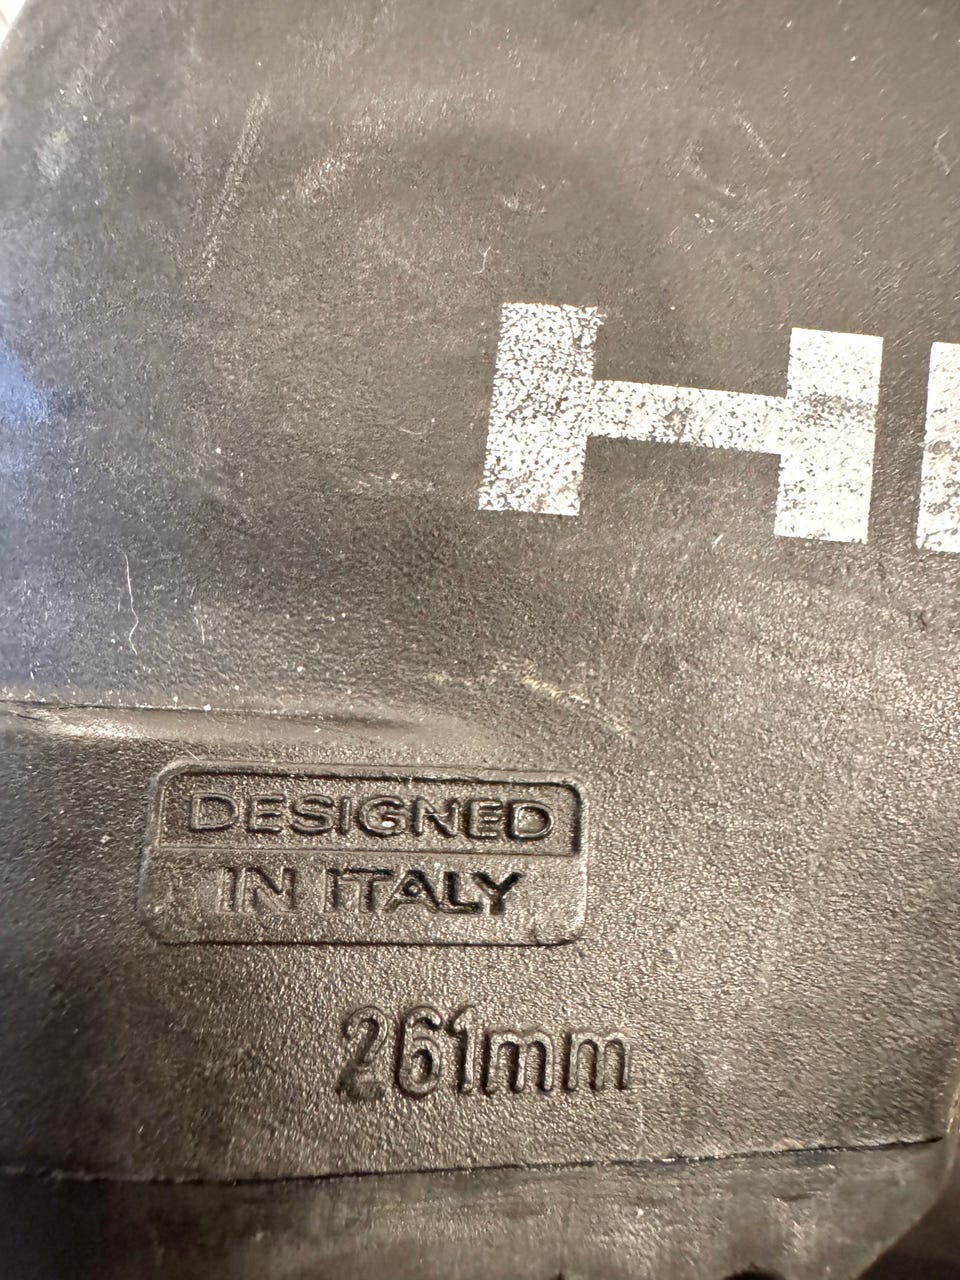 H
DESIGNED
IN ITALY
261mm